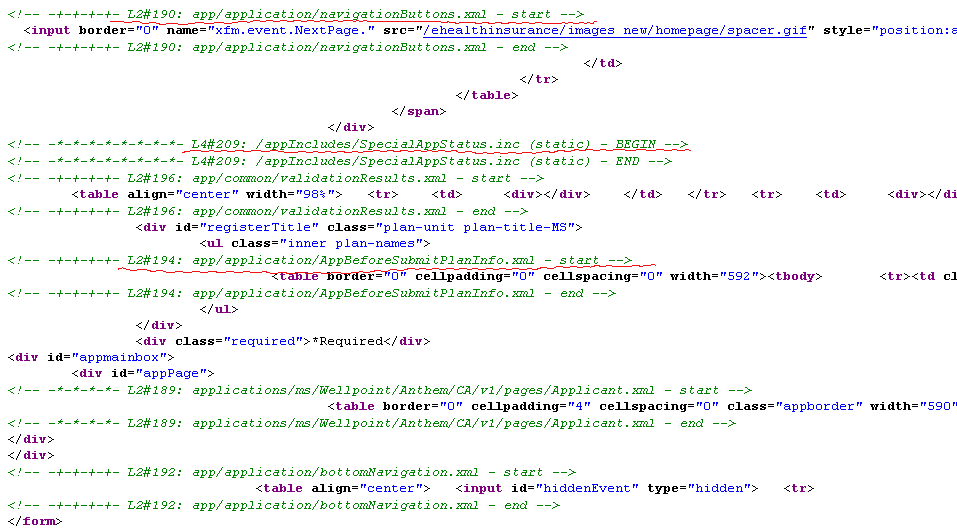 <!-- -+-+-+-+- L2#190: app/application/navigationButtons.xml - start -->
<input border="0" name="xfm.event.NextPage." src="/ehealthinsurance/images_new/homepage/spacer.gif" style="position:a
<!-- -+-+-+-+- L2#190: app/application/navigationButtons.xml - end -->
</td>
</tr>
</table>
</span>
</div>
<!-- -*-*-*-*-*-*-*-*- L4#209: /appIncludes/SpecialAppStatus.inc (static) - BEGIN -->
<!-- -+-+-+-+-+-+-+-+- L4#209: /appIncludes/SpecialAppStatus.inc (static) - END -->
<!-- -+-+-+-+- L2#196: app/common/validationResults.xml - start -->
<table align="center" width="98%"> <tr> <td> <div></div> </td> </tr> <tr> <td> <div></di
<!-- -+-+-+-+- L2#196: app/common/validationResults.xml - end -->
<div id="registerTitle" class="plan-unit plan-title-MS">
<ul class="inner plan-names">
<!-- -+-+-+-+- L2#194: app/application/AppBeforeSubmitPlanInfo.xml - start -->
<table border="0" cellpadding="0" cellspacing="0" width="592"><tbody> <tr><td cl
<!-- -+-+-+-+- L2#194: app/application/AppBeforeSubmitPlanInfo.xml - end -->
</ul>
</div>
<div class="required">*Required</div>
<div id="appmainbox">
<div id="appPage">
<!-- -*-*-*-*- L2#189: applications/ms/Wellpoint/Anthem/CA/v1/pages/Applicant.xml - start -->
<table border="0" cellpadding="4" cellspacing="0" class="appborder" width="590"
<!-- -+-+-+-+- L2#189: applications/ms/Wellpoint/Anthem/CA/v1/pages/Applicant.xml - end -->
</div>
</div>
<!-- -+-+-+-+- L2#192: app/application/bottomNavigation.xml - start -->
<table align="center"> <input id="hiddenEvent" type="hidden"> <tr>
<!-- -+-+-+-+- L2#192: app/application/bottomNavigation.xml - end -->
</form>